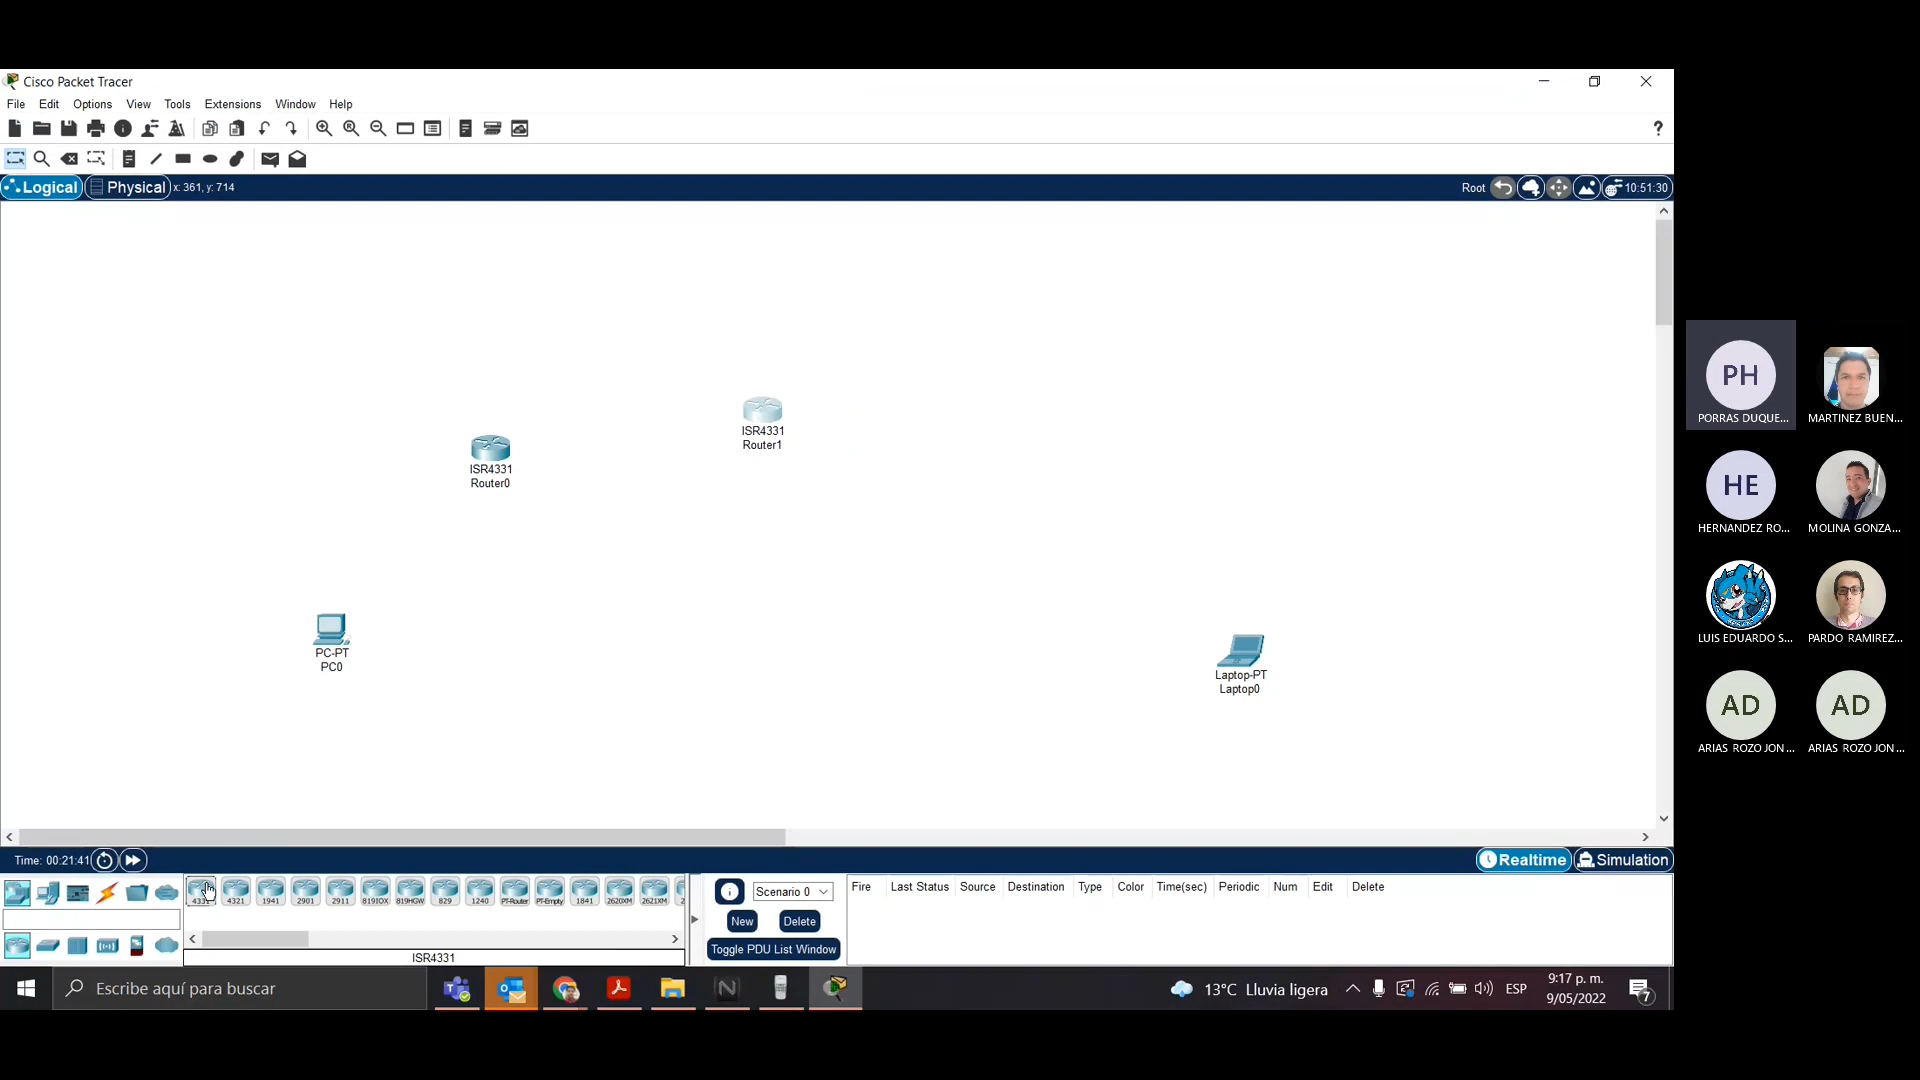 Cisco Packet Tracer
File Edit Options View Tools Extensions Window Help
?
Logical Physical x: 361, y: 714 Root 10:51:30
ISR4331
Router1
ISR4331
Router0
PC-PT
PC0
Laptop-PT
Laptop0
PH
PORRAS DUQUE...
MARTINEZ BUEN...
HE
HERNANDEZ RO...
MOLINA GONZA...
LUIS EDUARDO S...
PARDO RAMIREZ...
AD AD
ARIAS ROZO JON... ARIAS ROZO JON...
Time: 00:21:41 Realtime Simulation
4331 4321 1941 2901 2911 819IOX 819HGW 829 1240 PT-Router PT-Empty 1841 2620XM 2621XM 2
ISR4331
Scenario 0
New Delete
Toggle PDU List Window
Fire Last Status Source Destination Type Color Time(sec) Periodic Num Edit Delete
Escribe aquí para buscar
13°C Lluvia ligera
ESP
9:17 p. m.
9/05/2022
7